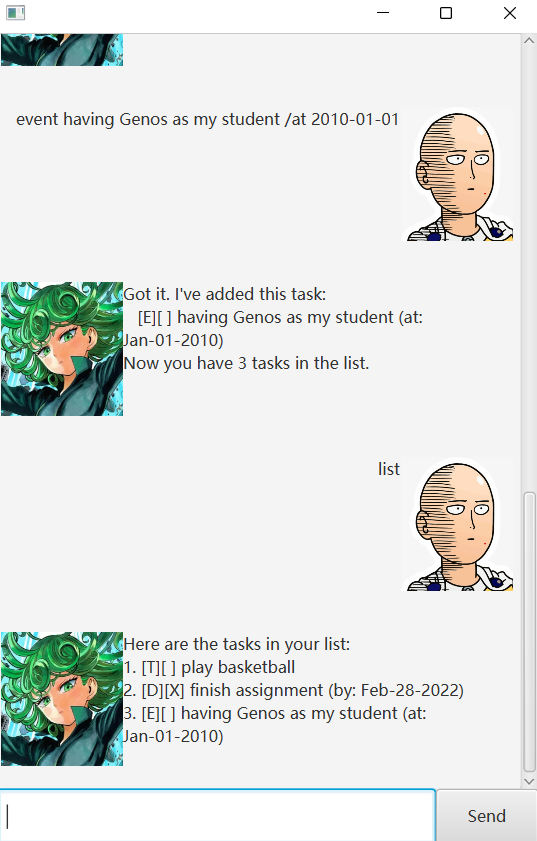 event having Genos as my student /at 2010-01-01
Got it. I've added this task:
[E][ ] having Genos as my student (at:
Jan-01-2010)
Now you have 3 tasks in the list.
list
Here are the tasks in your list:
1. [T][ ] play basketball
2. [D][X] finish assignment (by: Feb-28-2022)
3. [E][ ] having Genos as my student (at:
Jan-01-2010)
Send